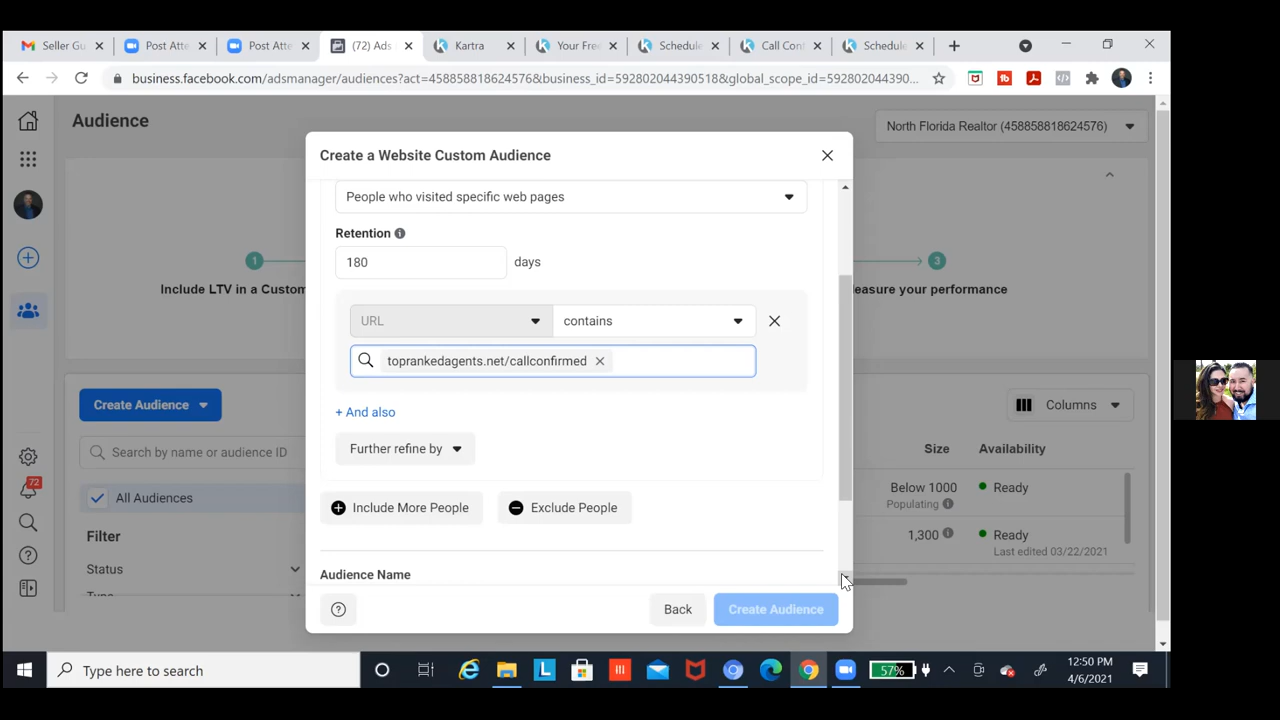 Seller Gu
Post Atte
Post Atte
(72) Ads
Kartra
Your Free
Schedule
Call Con
Schedule
business.facebook.com/adsmanager/audiences?act=458858818624576&business_id=592802044390518&global_scope_id=592802044390...
Audience
North Florida Realtor (458858818624576)
Create a Website Custom Audience
People who visited specific web pages
Retention
180 days
1
3
Include LTV in a Custom
easure your performance
URL contains
toprankedagents.net/callconfirmed
+ And also
Further refine by
Create Audience
Columns
Search by name or audience ID
Size Availability
All Audiences
Below 1000 Ready
Populating
Include More People Exclude People
Filter
1,300 Ready
Last edited 03/22/2021
Status
Audience Name
Type
72
Back Create Audience
Type here to search
57%
12:50 PM
4/6/2021